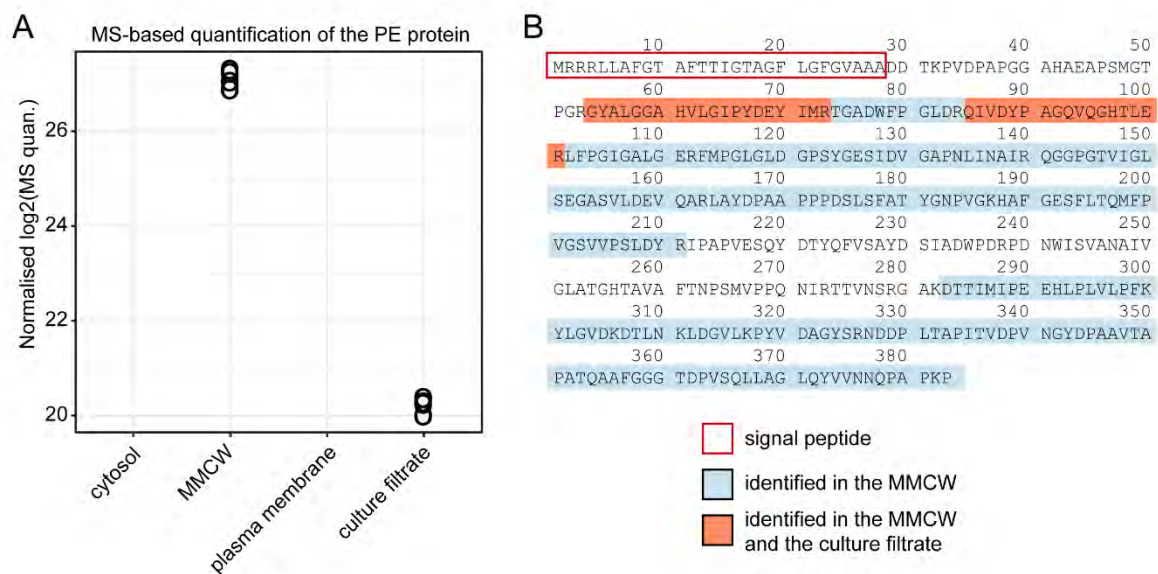 A
MS-based quantification of the PE protein
Normalised log2(MS quan.)
26
24
22
20
cytosol
MMCW
plasma membrane
culture filtrate
B
10 20 30 40 50
MRRRLLAFGT AFTTIGTAGF LGFGVAAADD TKPVDPAPGG AHAEAPSMGT
60 70 80 90 100
PGRGYALGGA HVLGIPYDEY IMRTGADWFP GLDRQIVDYP AGQVQGHTLE
110 120 130 140 150
RLFPGIGALG ERFMPGLGLD GPSYGESIDV GAPNLINAIR QGGPGTVIGL
160 170 180 190 200
SEGASVLDEV QARLAYDPAA PPPDSLSFAT YGNPVGKHAF GESFLTQMFP
210 220 230 240 250
VGSVVPSLDYR RIPAPVESQY DTYQFVSAYD SIADWPDRPD NWISVANAIV
260 270 280 290 300
GLATGHTAVA FTNPSMVPPQ NIRTTVNSRG AKDTTIMIPE EHLPLVLPFK
310 320 330 340 350
YLGVDKDTLN KLDGVLKPYV DAGYSRNDDP LTAPITVDPV NGYDPAAVTA
360 370 380
PATQAAFGGG TDPVSQLLAG LQYVVNNQPA PKP
signal peptide
identified in the MMCW
identified in the MMCW
and the culture filtrate